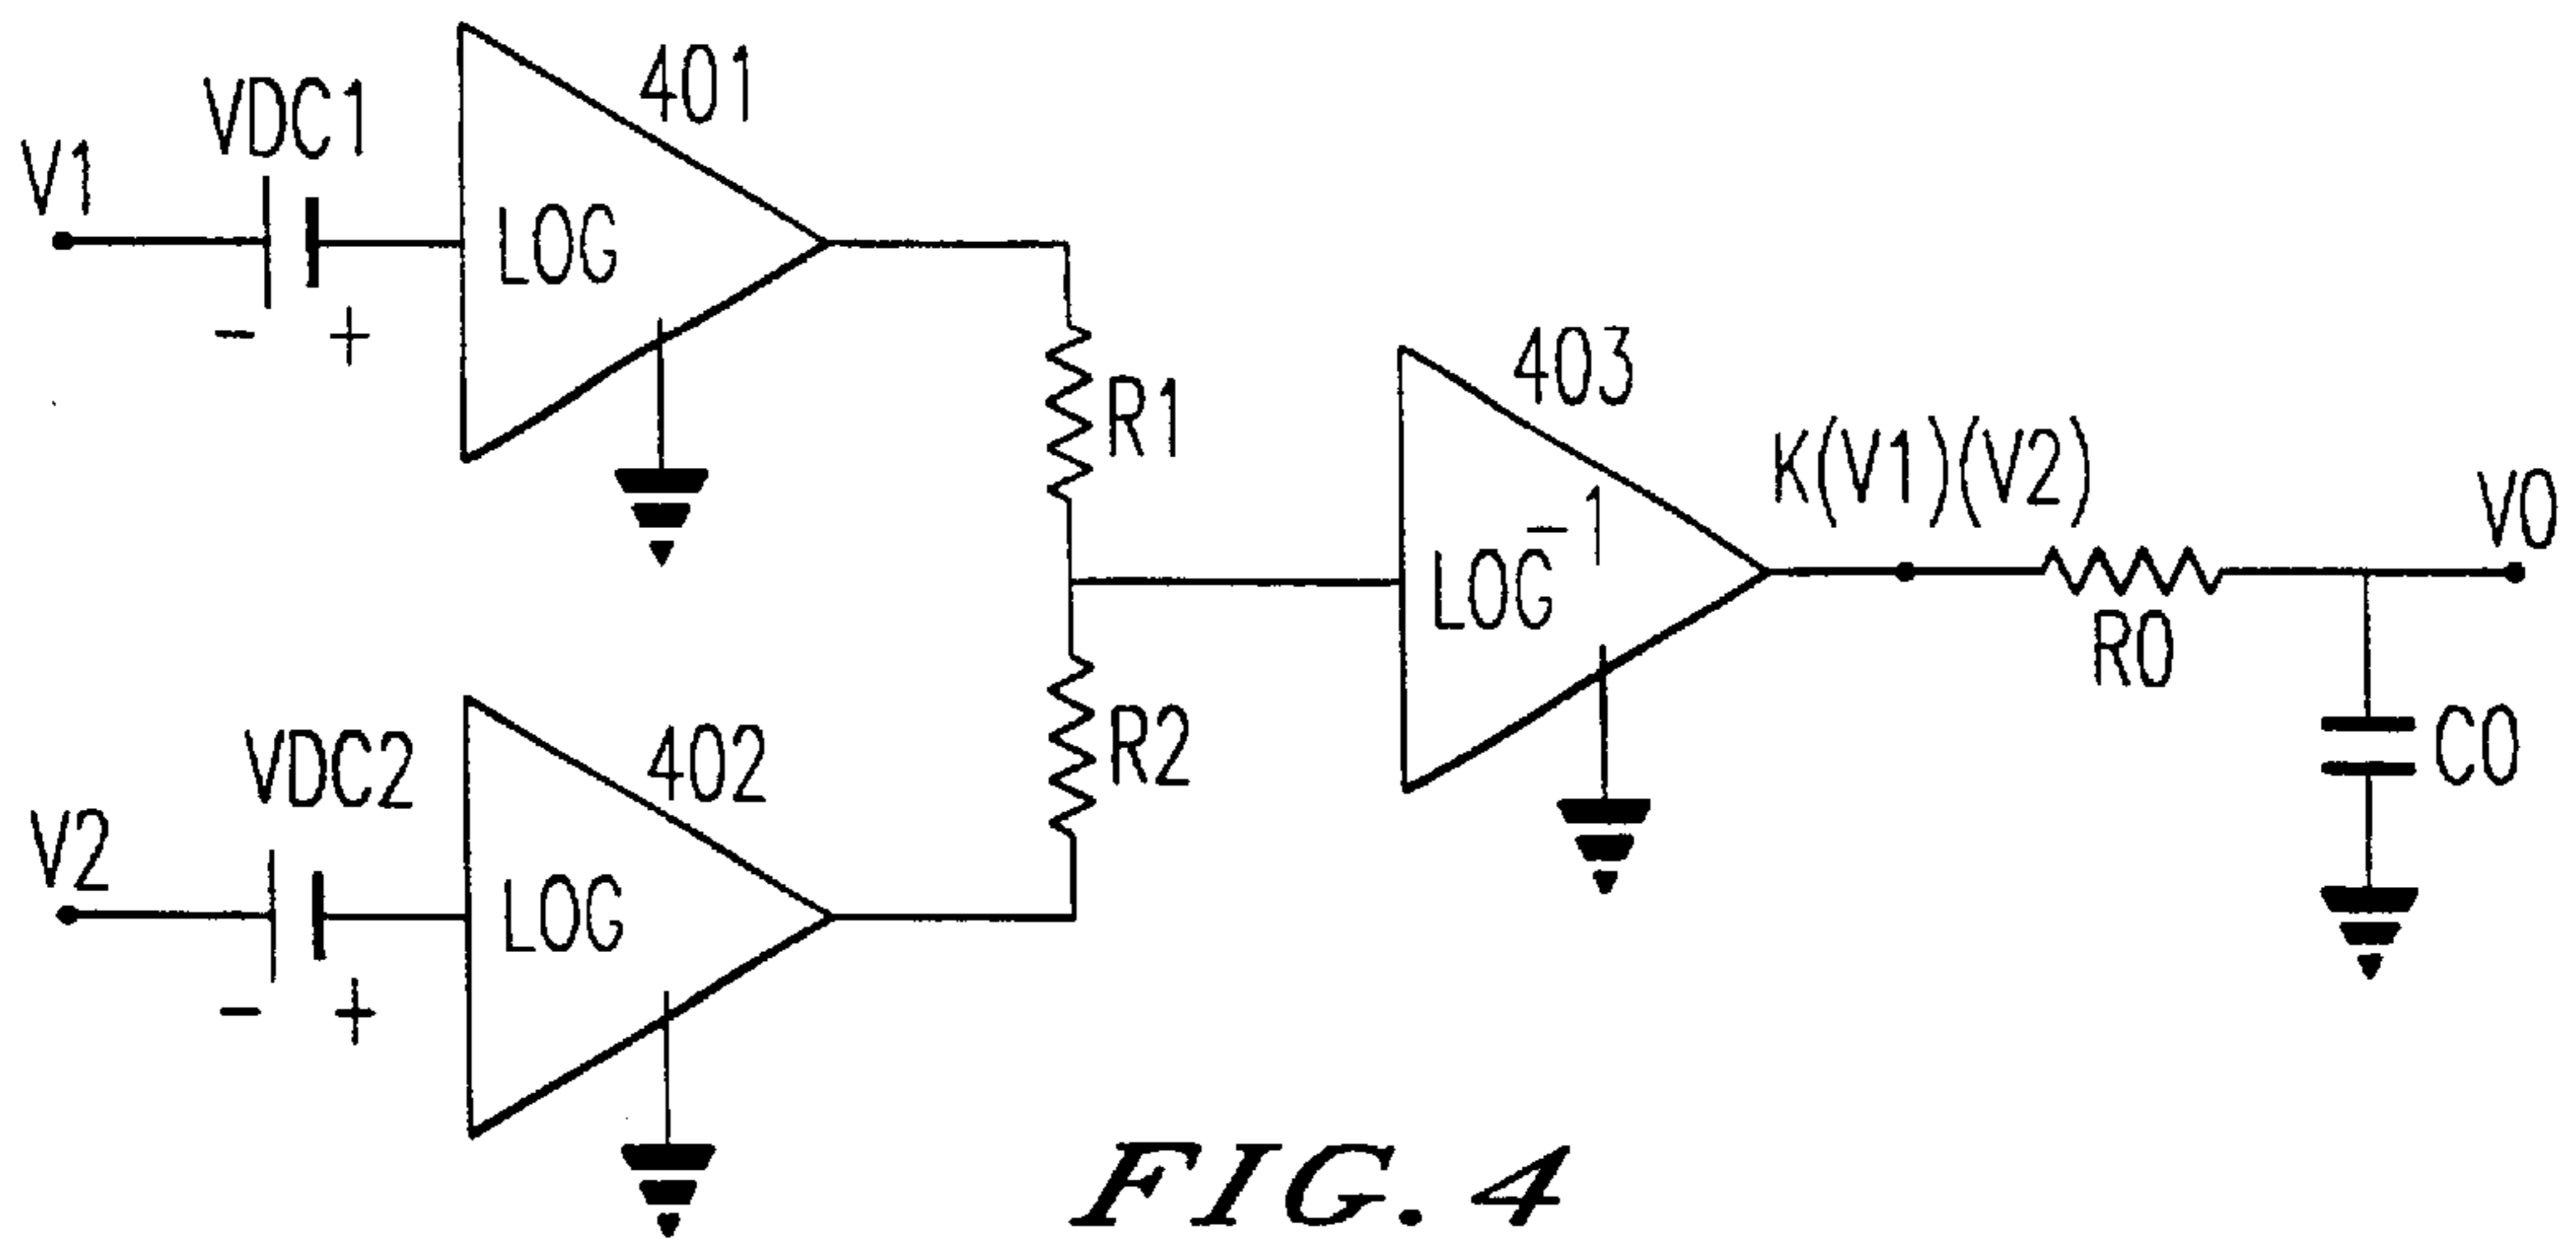 VDC1
401
V1
LOG
- +
R1
403
K(V1)(V2)
LOG-1
VO
RO
VDC2
402
R2
CO
V2
LOG
- +
FIG. 4